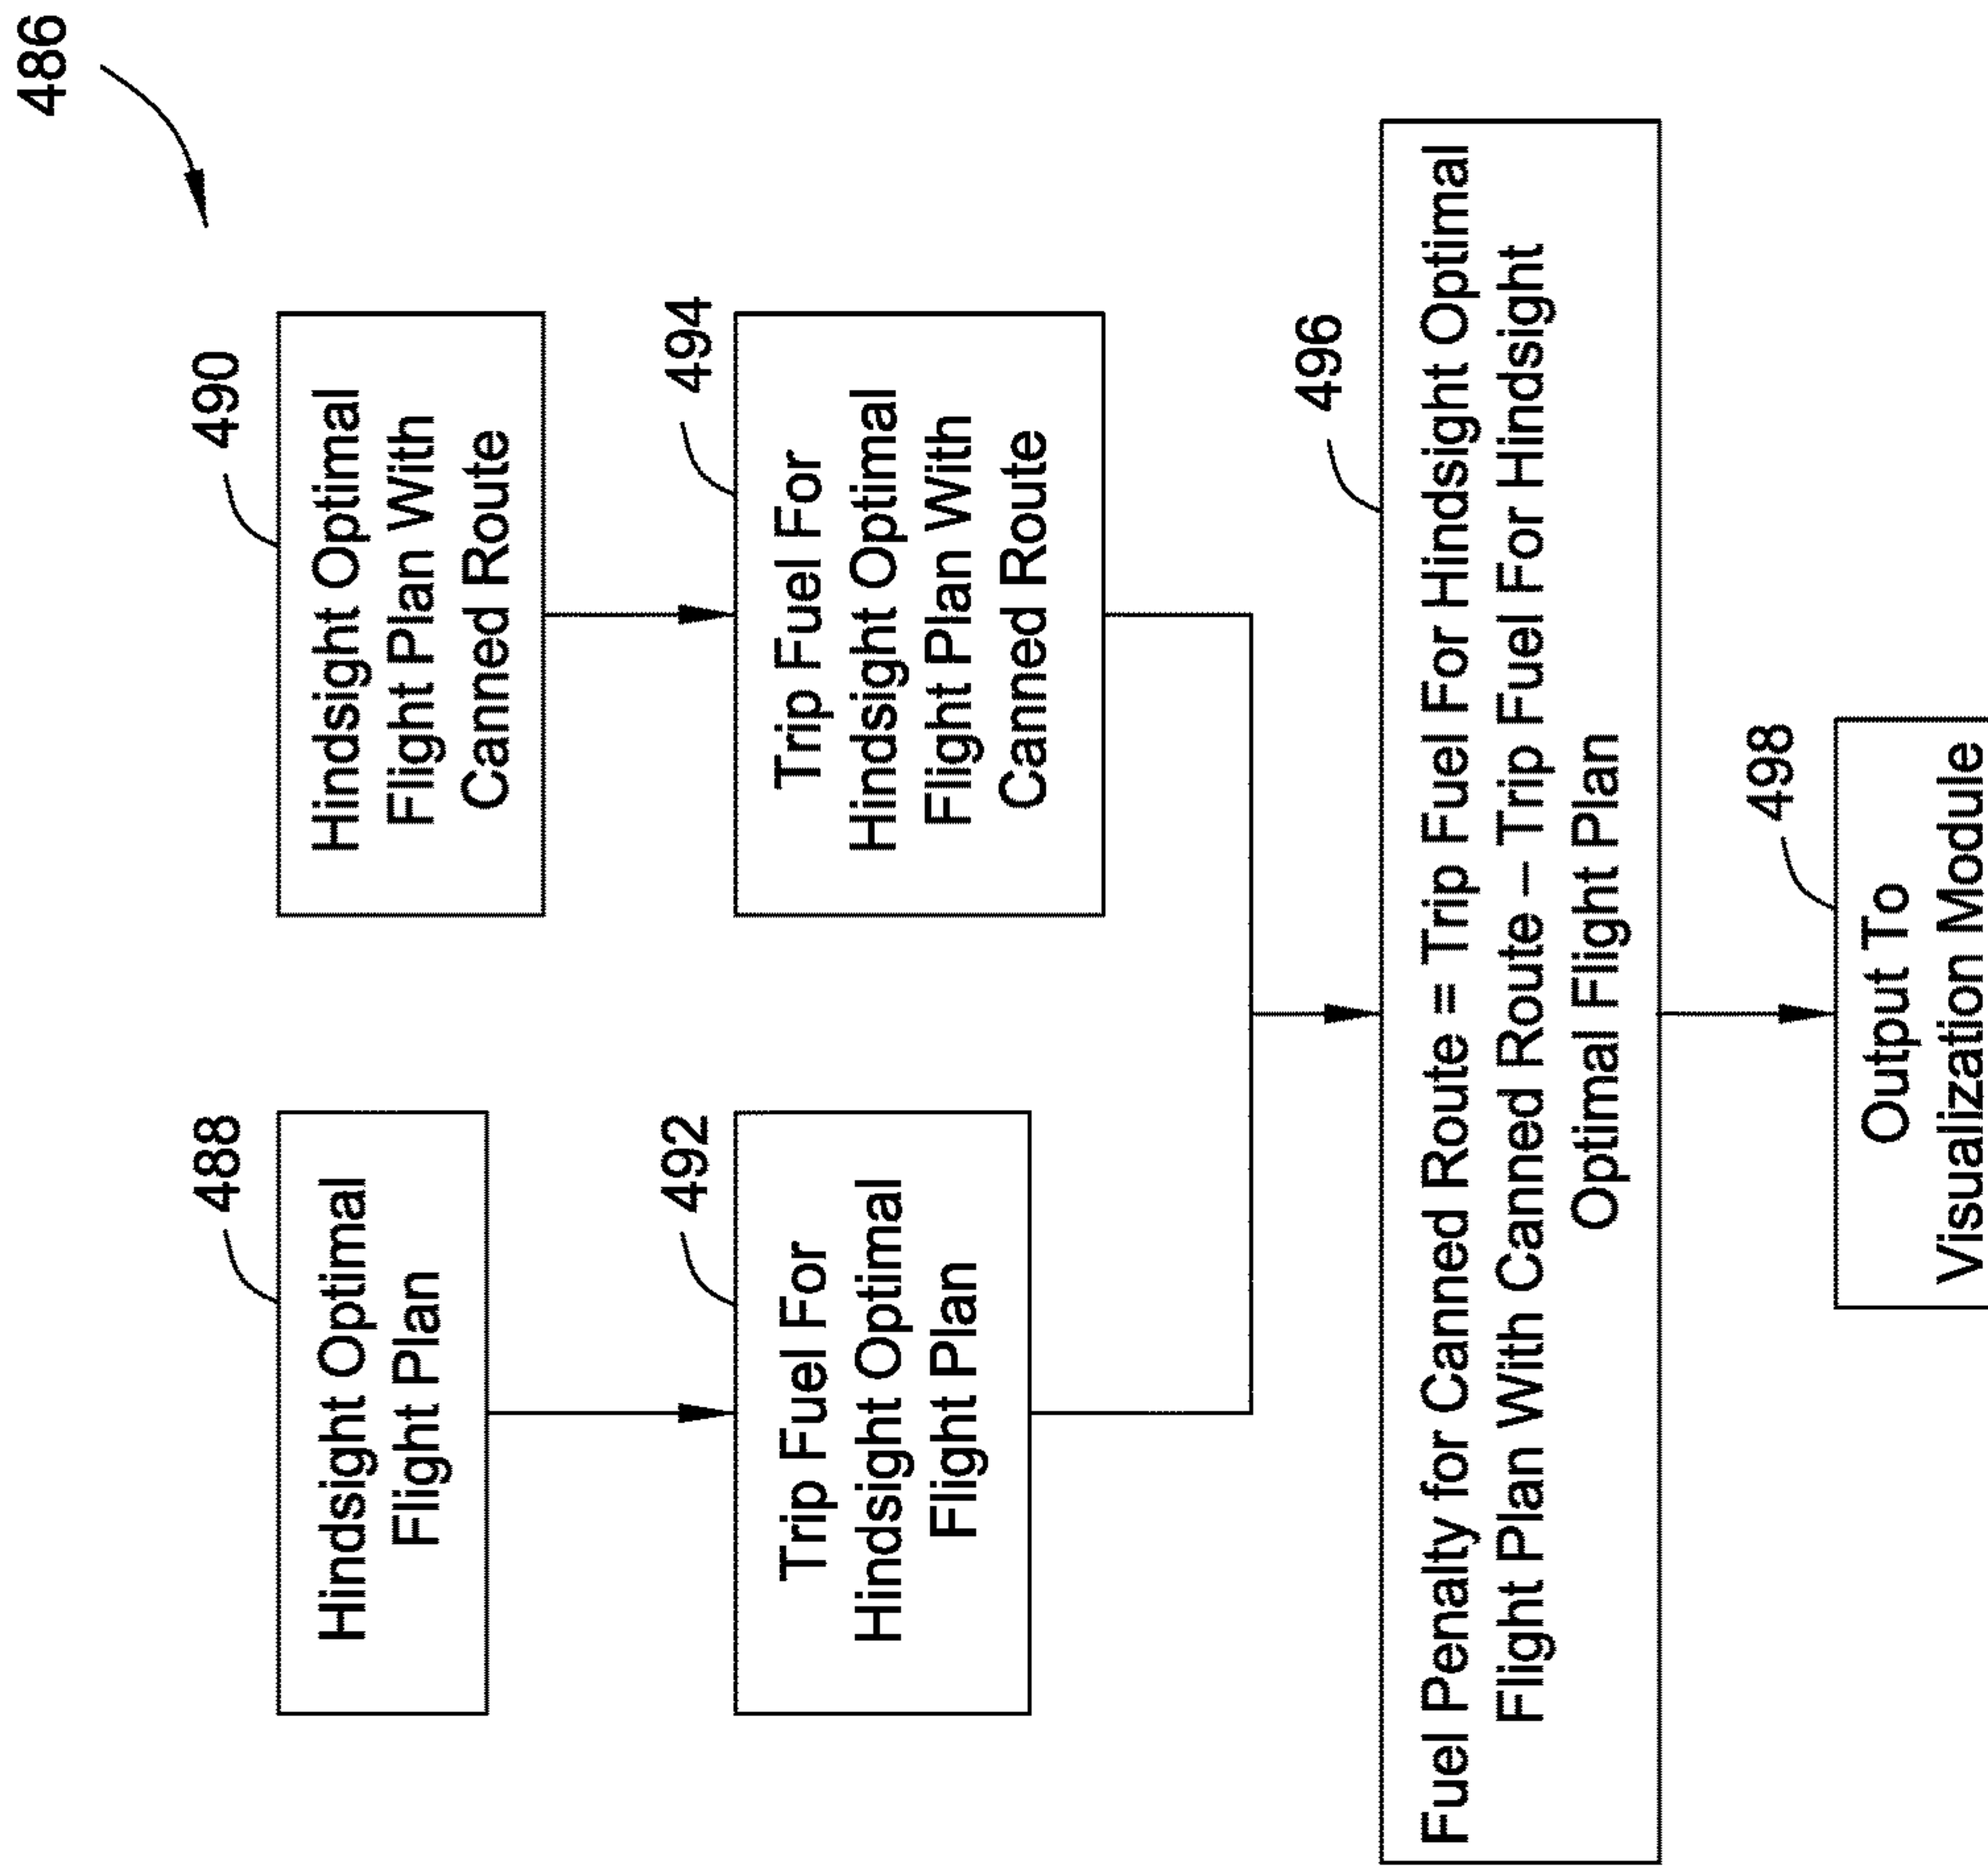 486
488
Hindsight Optimal
Flight Plan
490
Hindsight Optimal
Flight Plan With
Canned Route
492
Trip Fuel For
Hindsight Optimal
Flight Plan
494
Trip Fuel For
Hindsight Optimal
Flight Plan With
Canned Route
496
Fuel Penalty for Canned Route = Trip Fuel For Hindsight Optimal
Flight Plan With Canned Route – Trip Fuel For Hindsight
Optimal Flight Plan
498
Output To
Visualization Module